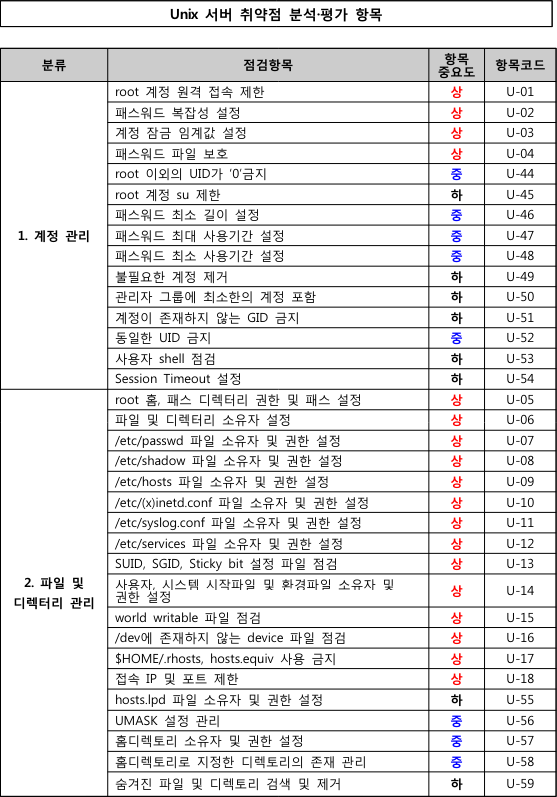 Unix 서버 취약점 분석·평가 항목
분류 점검항목 항목 중요도 항목코드
1. 계정 관리
root 계정 원격 접속 제한 상 U-01
패스워드 복잡성 설정 상 U-02
계정 잠금 임계값 설정 상 U-03
패스워드 파일 보호 상 U-04
root 이외의 UID가 '0'금지 중 U-44
root 계정 su 제한 하 U-45
패스워드 최소 길이 설정 중 U-46
패스워드 최대 사용기간 설정 중 U-47
패스워드 최소 사용기간 설정 중 U-48
불필요한 계정 제거 하 U-49
관리자 그룹에 최소한의 계정 포함 하 U-50
계정이 존재하지 않는 GID 금지 하 U-51
동일한 UID 금지 중 U-52
사용자 shell 점검 하 U-53
Session Timeout 설정 하 U-54
2. 파일 및
디렉터리 관리
root 홈, 패스 디렉터리 권한 및 패스 설정 상 U-05
파일 및 디렉터리 소유자 설정 상 U-06
/etc/passwd 파일 소유자 및 권한 설정 상 U-07
/etc/shadow 파일 소유자 및 권한 설정 상 U-08
/etc/hosts 파일 소유자 및 권한 설정 상 U-09
/etc/(x)inetd.conf 파일 소유자 및 권한 설정 상 U-10
/etc/syslog.conf 파일 소유자 및 권한 설정 상 U-11
/etc/services 파일 소유자 및 권한 설정 상 U-12
SUID, SGID, Sticky bit 설정 파일 점검 상 U-13
사용자, 시스템 시작파일 및 환경파일 소유자 및
권한 설정 상 U-14
world writable 파일 점검 상 U-15
/dev에 존재하지 않는 device 파일 점검 상 U-16
$HOME/.rhosts, hosts.equiv 사용 금지 상 U-17
접속 IP 및 포트 제한 상 U-18
hosts.lpd 파일 소유자 및 권한 설정 하 U-55
UMASK 설정 관리 중 U-56
홈디렉토리 소유자 및 권한 설정 중 U-57
홈디렉토리로 지정한 디렉토리의 존재 관리 중 U-58
숨겨진 파일 및 디렉토리 검색 및 제거 하 U-59